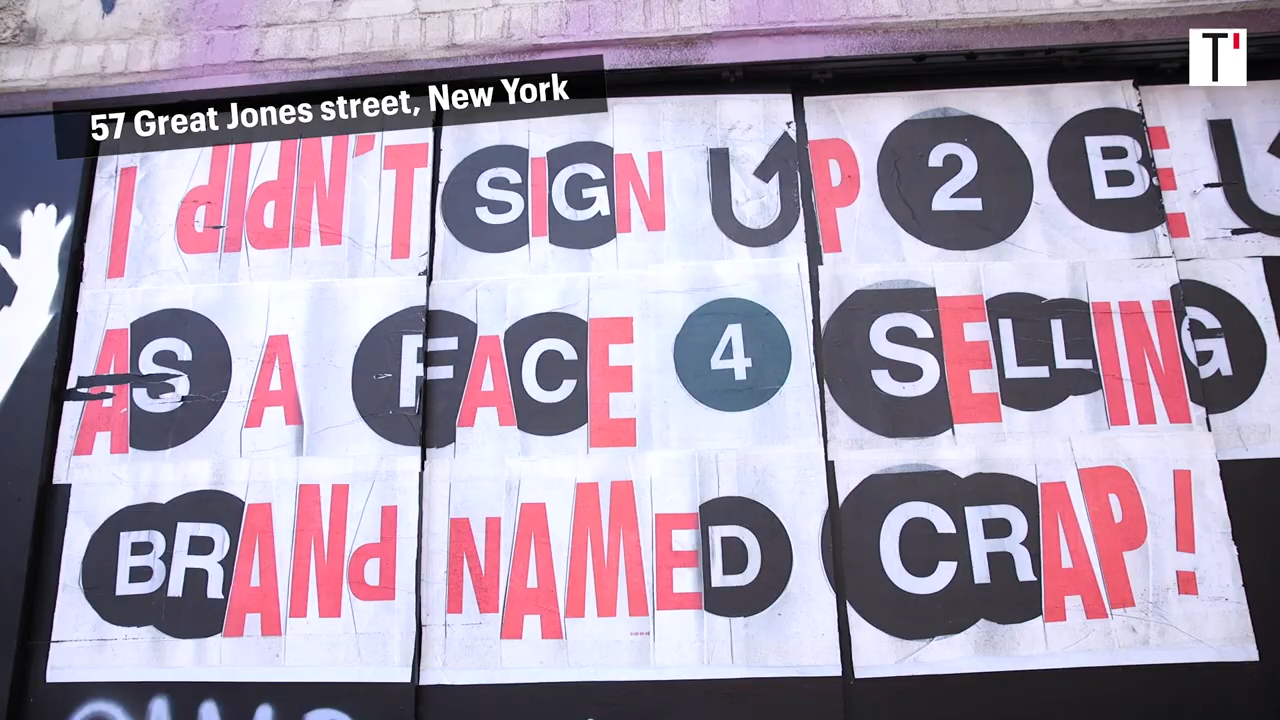 57 Great Jones street, New York
T'
I dIdN'T SIGN UP 2 BE U
AS A FACE 4 SELLING
BRANd NAMED CRAP!